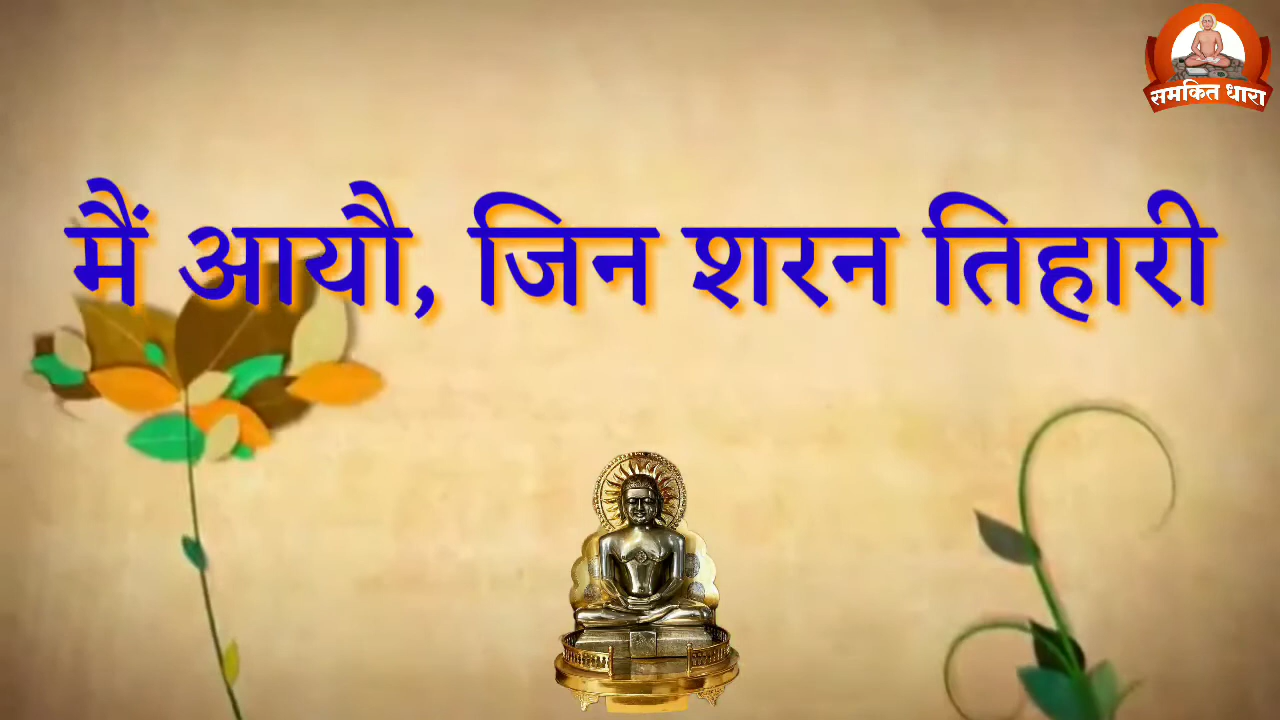 समकित धारा
मैं आयौ, जिन शरन तिहारी